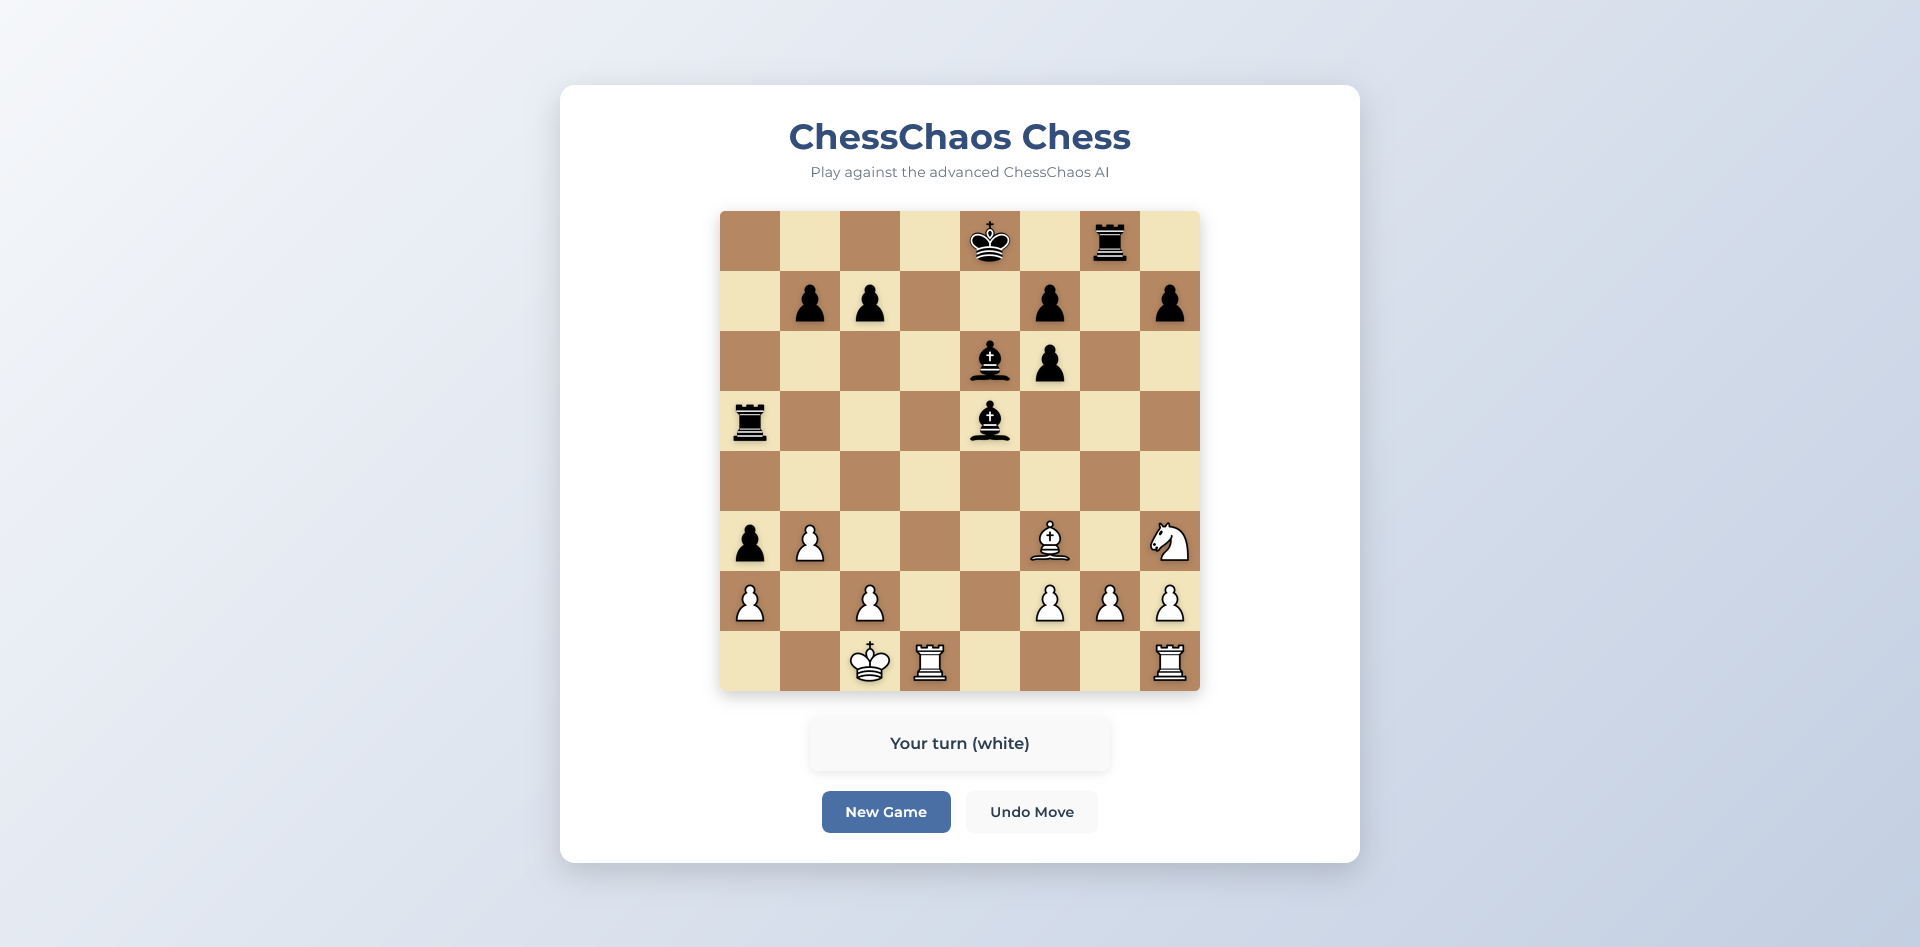 ChessChaos Chess
Play against the advanced ChessChaos AI
Your turn (white)
New Game
Undo Move